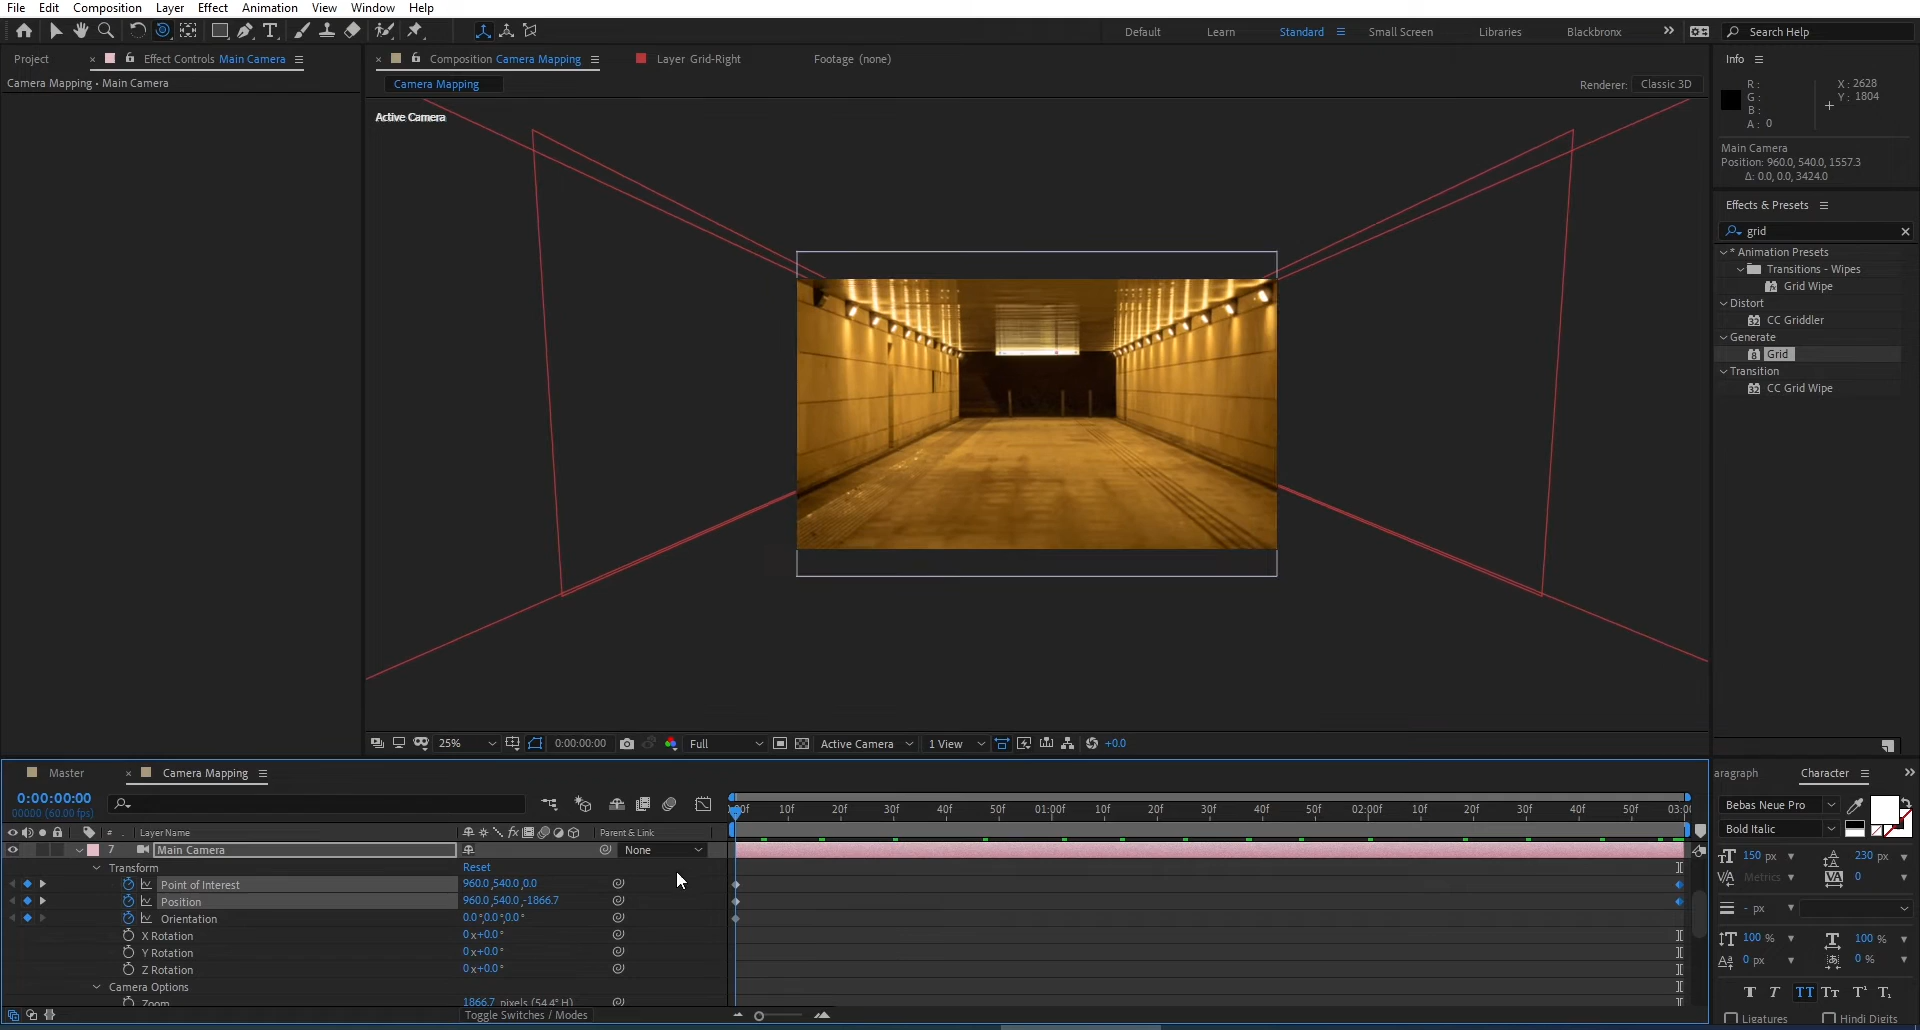 File Edit Composition Layer Effect Animation Text View Window Help
Default Learn Standard Small Screen Libraries Blackbronx Search Help
Project Effect Controls Main Camera
Camera Mapping • Main Camera
Composition Camera Mapping Layer Grid-Right Footage (none)
Camera Mapping
Renderer: Classic 3D
Active Camera
Info
R : X : 2628
G : Y : 1804
B :
A : 0
Main Camera
Position: 960.0, 540.0, 1557.3
Δ: 0.0, 0.0, 3424.0
Effects & Presets
grid
* Animation Presets
Transitions - Wipes
Grid Wipe
Distort
CC Griddler
Generate
Grid
Transition
CC Grid Wipe
25% 0:00:00:00 Full Active Camera 1 View +0.0
Master Camera Mapping
0:00:00:00
00000 (60.00 fps)
# . Layer Name Parent & Link
10f 20f 30f 40f 50f 01:00f 10f 20f 30f 40f 50f 02:00f 10f 20f 30f 40f 50f
7 Main Camera None
Transform Reset
Point of Interest 960.0,540.0,0.0
Position 960.0,540.0,-1866.7
Orientation 0.0°,0.0°,0.0°
X Rotation 0x+0.0°
Y Rotation 0x+0.0°
Z Rotation 0x+0.0°
Camera Options
Zoom 1866.7 pixels (54.4° H)
Toggle Switches / Modes
aragraph Character
Bebas Neue Pro
Bold Italic
150 px 230 px
Metrics 0
- px
100 % 100 %
0 px 0 %
T T TT Tt T¹ T₁
Ligatures Hindi Digits